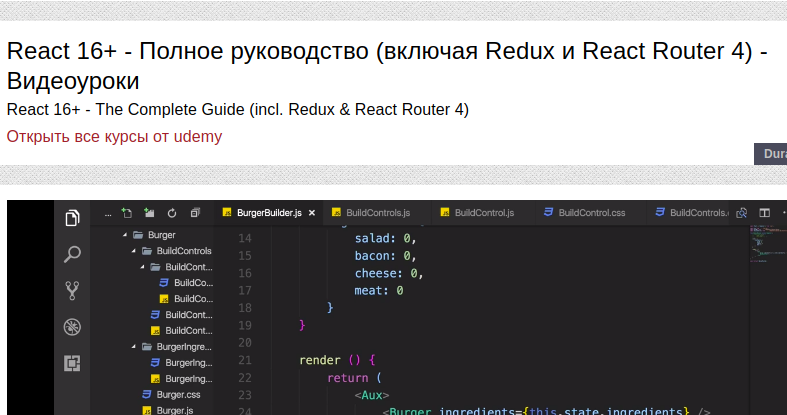 React 16+ - Полное руководство (включая Redux и React Router 4) -
Видеоуроки
React 16+ - The Complete Guide (incl. Redux & React Router 4)
Открыть все курсы от udemy
Dura
... BurgerBuilder.js × BuildControls.js BuildControl.js BuildControl.css BuildControls.c
Burger
BuildControls
BuildCont...
BuildCo...
BuildCo...
BuildCont...
BuildCont...
BurgerIngre...
BurgerIng...
BurgerIng...
Burger.css
Burger.js
14 salad: 0,
15 bacon: 0,
16 cheese: 0,
17 meat: 0
18 }
19 }
20
21 render () {
22 return (
23 <Aux>
24 <Burger ingredients={this.state.ingredients} />